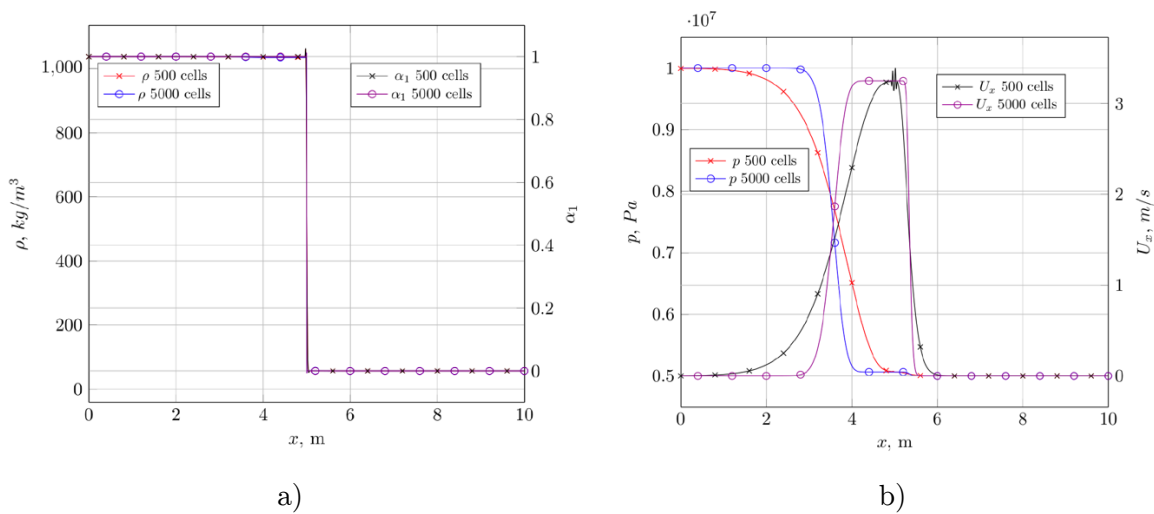 1,000
800
600
400
200
0
ρ, kg/m³
0
2
4
6
8
10
x, m
1
0.8
0.6
0.4
0.2
0
α₁
ρ 500 cells
ρ 5000 cells
α₁ 500 cells
α₁ 5000 cells
a)
·10⁷
1
0.9
0.8
0.7
0.6
0.5
p, Pa
0
2
4
6
8
10
x, m
3
2
1
0
Uₓ, m/s
Uₓ 500 cells
Uₓ 5000 cells
p 500 cells
p 5000 cells
b)